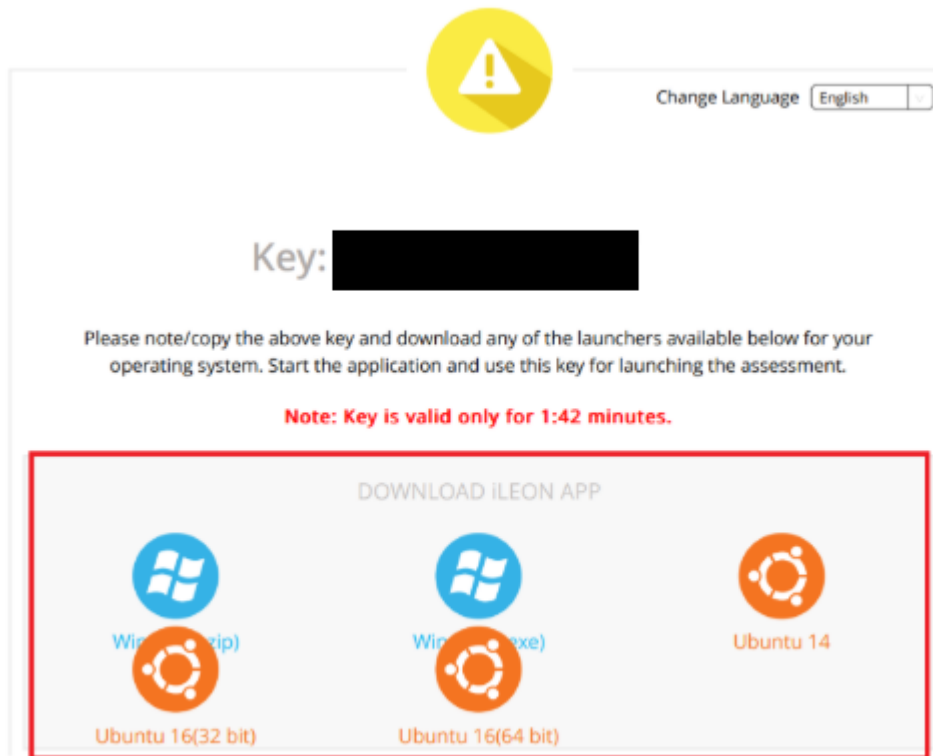 Change Language English
Key:
Please note/copy the above key and download any of the launchers available below for your
operating system. Start the application and use this key for launching the assessment.
Note: Key is valid only for 1:42 minutes.
DOWNLOAD iLEON APP
Ubuntu 14
Ubuntu 16(32 bit)
Ubuntu 16(64 bit)